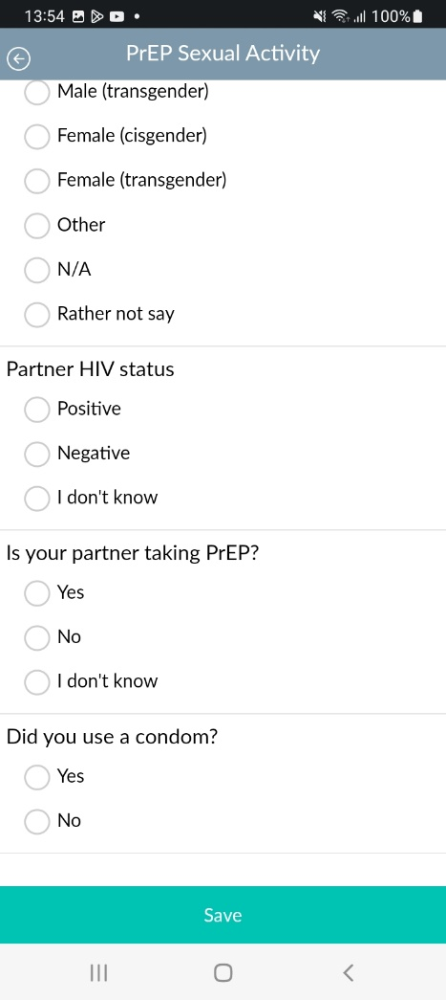 13:54 100%
PrEP Sexual Activity
Male (transgender)
Female (cisgender)
Female (transgender)
Other
N/A
Rather not say
Partner HIV status
Positive
Negative
I don't know
Is your partner taking PrEP?
Yes
No
I don't know
Did you use a condom?
Yes
No
Save